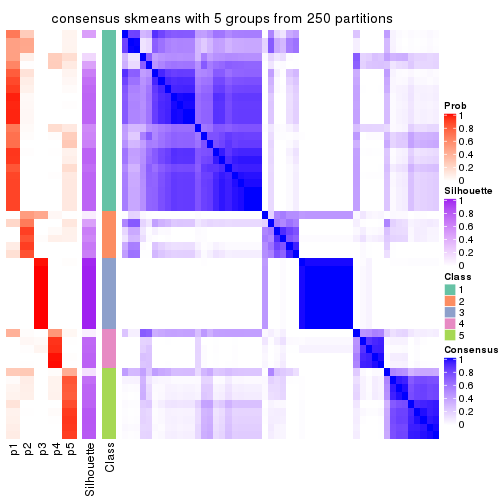 consensus skmeans with 5 groups from 250 partitions
Prob
1
0.8
0.6
0.4
0.2
0
Silhouette
1
0.8
0.6
0.4
0.2
0
Class
1
2
3
4
5
Consensus
1
0.8
0.6
0.4
0.2
0
p1
p2
p3
p4
p5
Silhouette
Class